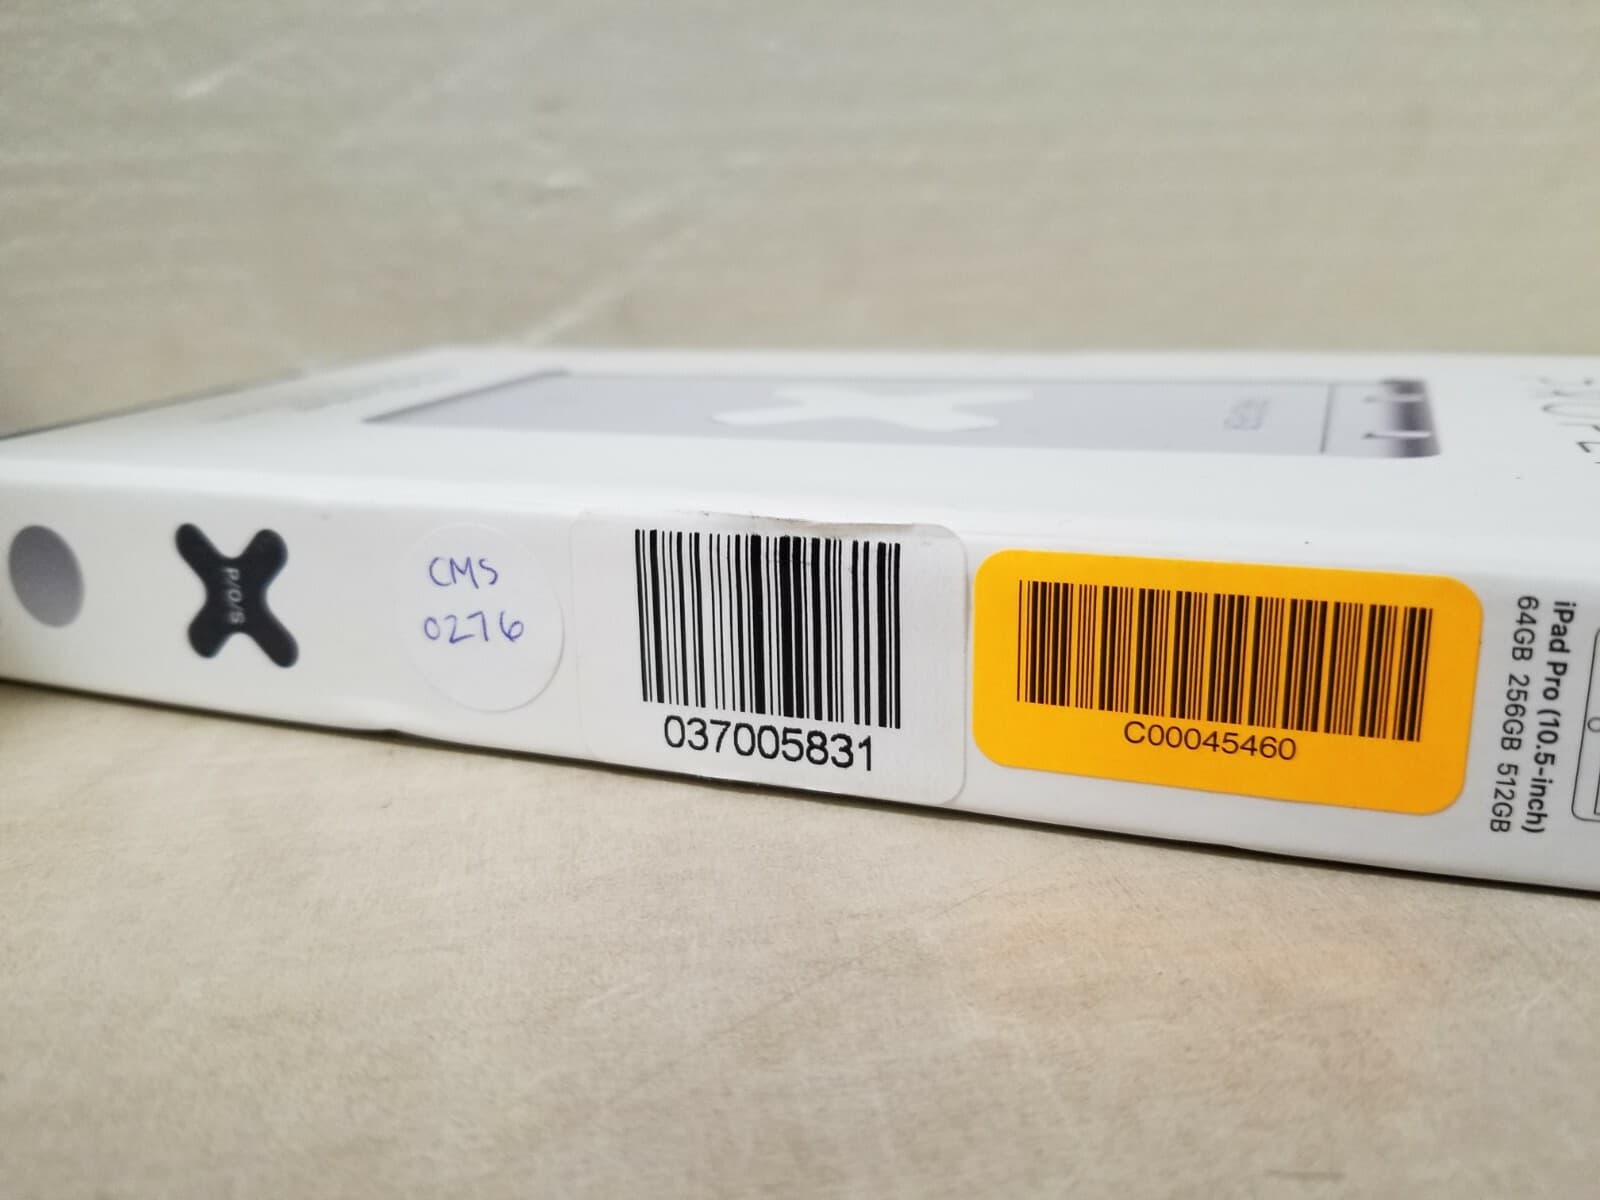 P/O/S
CMS
0276
037005831
C00045460
iPad Pro (10.5-inch)
64GB 256GB 512GB